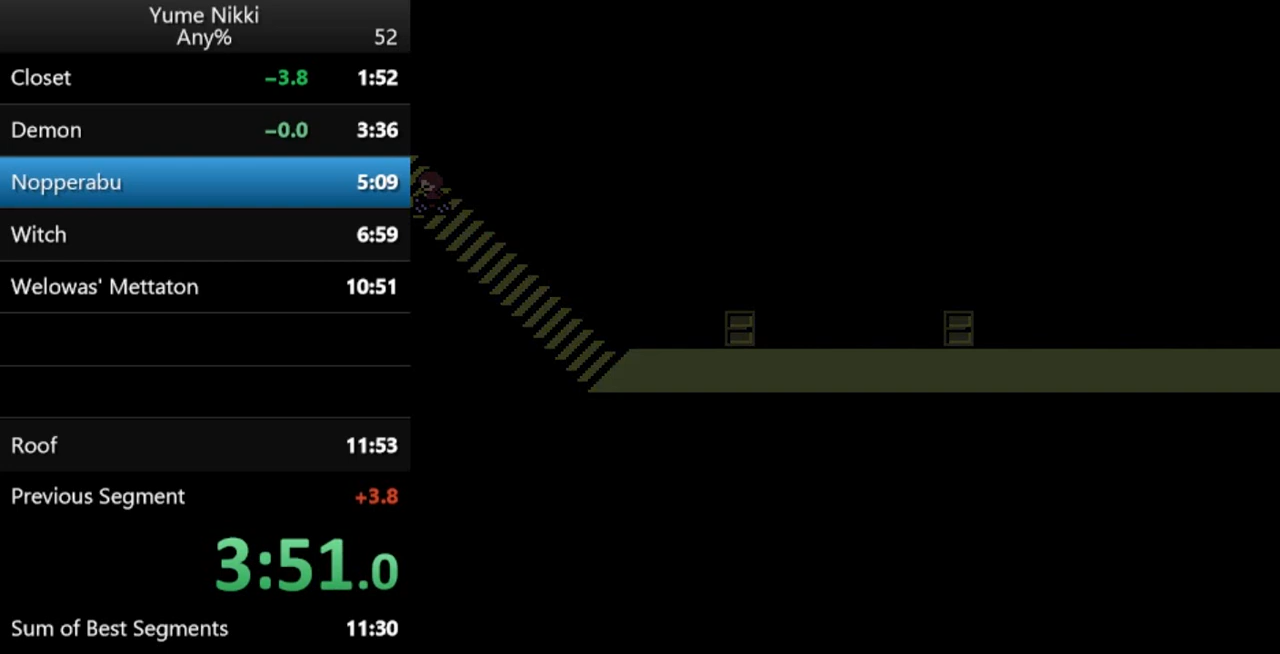 Yume Nikki
Any% 52
Closet −3.8 1:52
Demon −0.0 3:36
Nopperabu 5:09
Witch 6:59
Welowas' Mettaton 10:51
Roof 11:53
Previous Segment +3.8
3:51.0
Sum of Best Segments 11:30